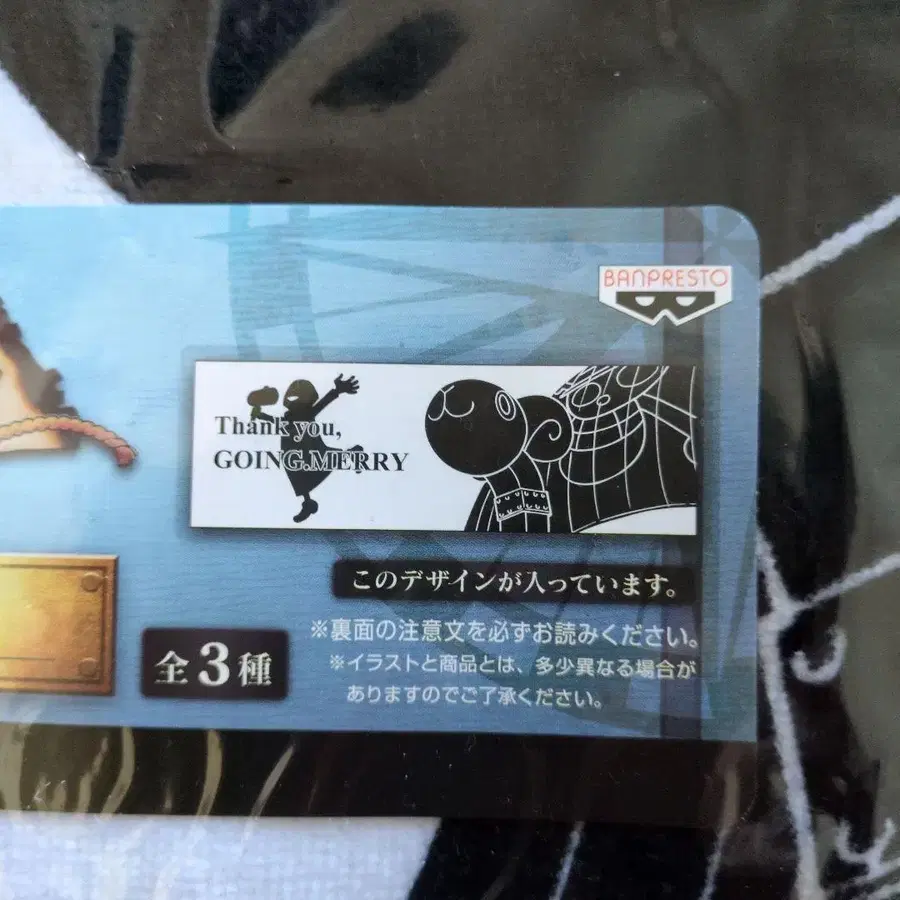 BANPRESTO
Thank you,
GOING.MERRY
このデザインが入っています。
全3種
※裏面の注意文を必ずお読みください。
※イラストと商品とは、多少異なる場合が
ありますのでご了承ください。